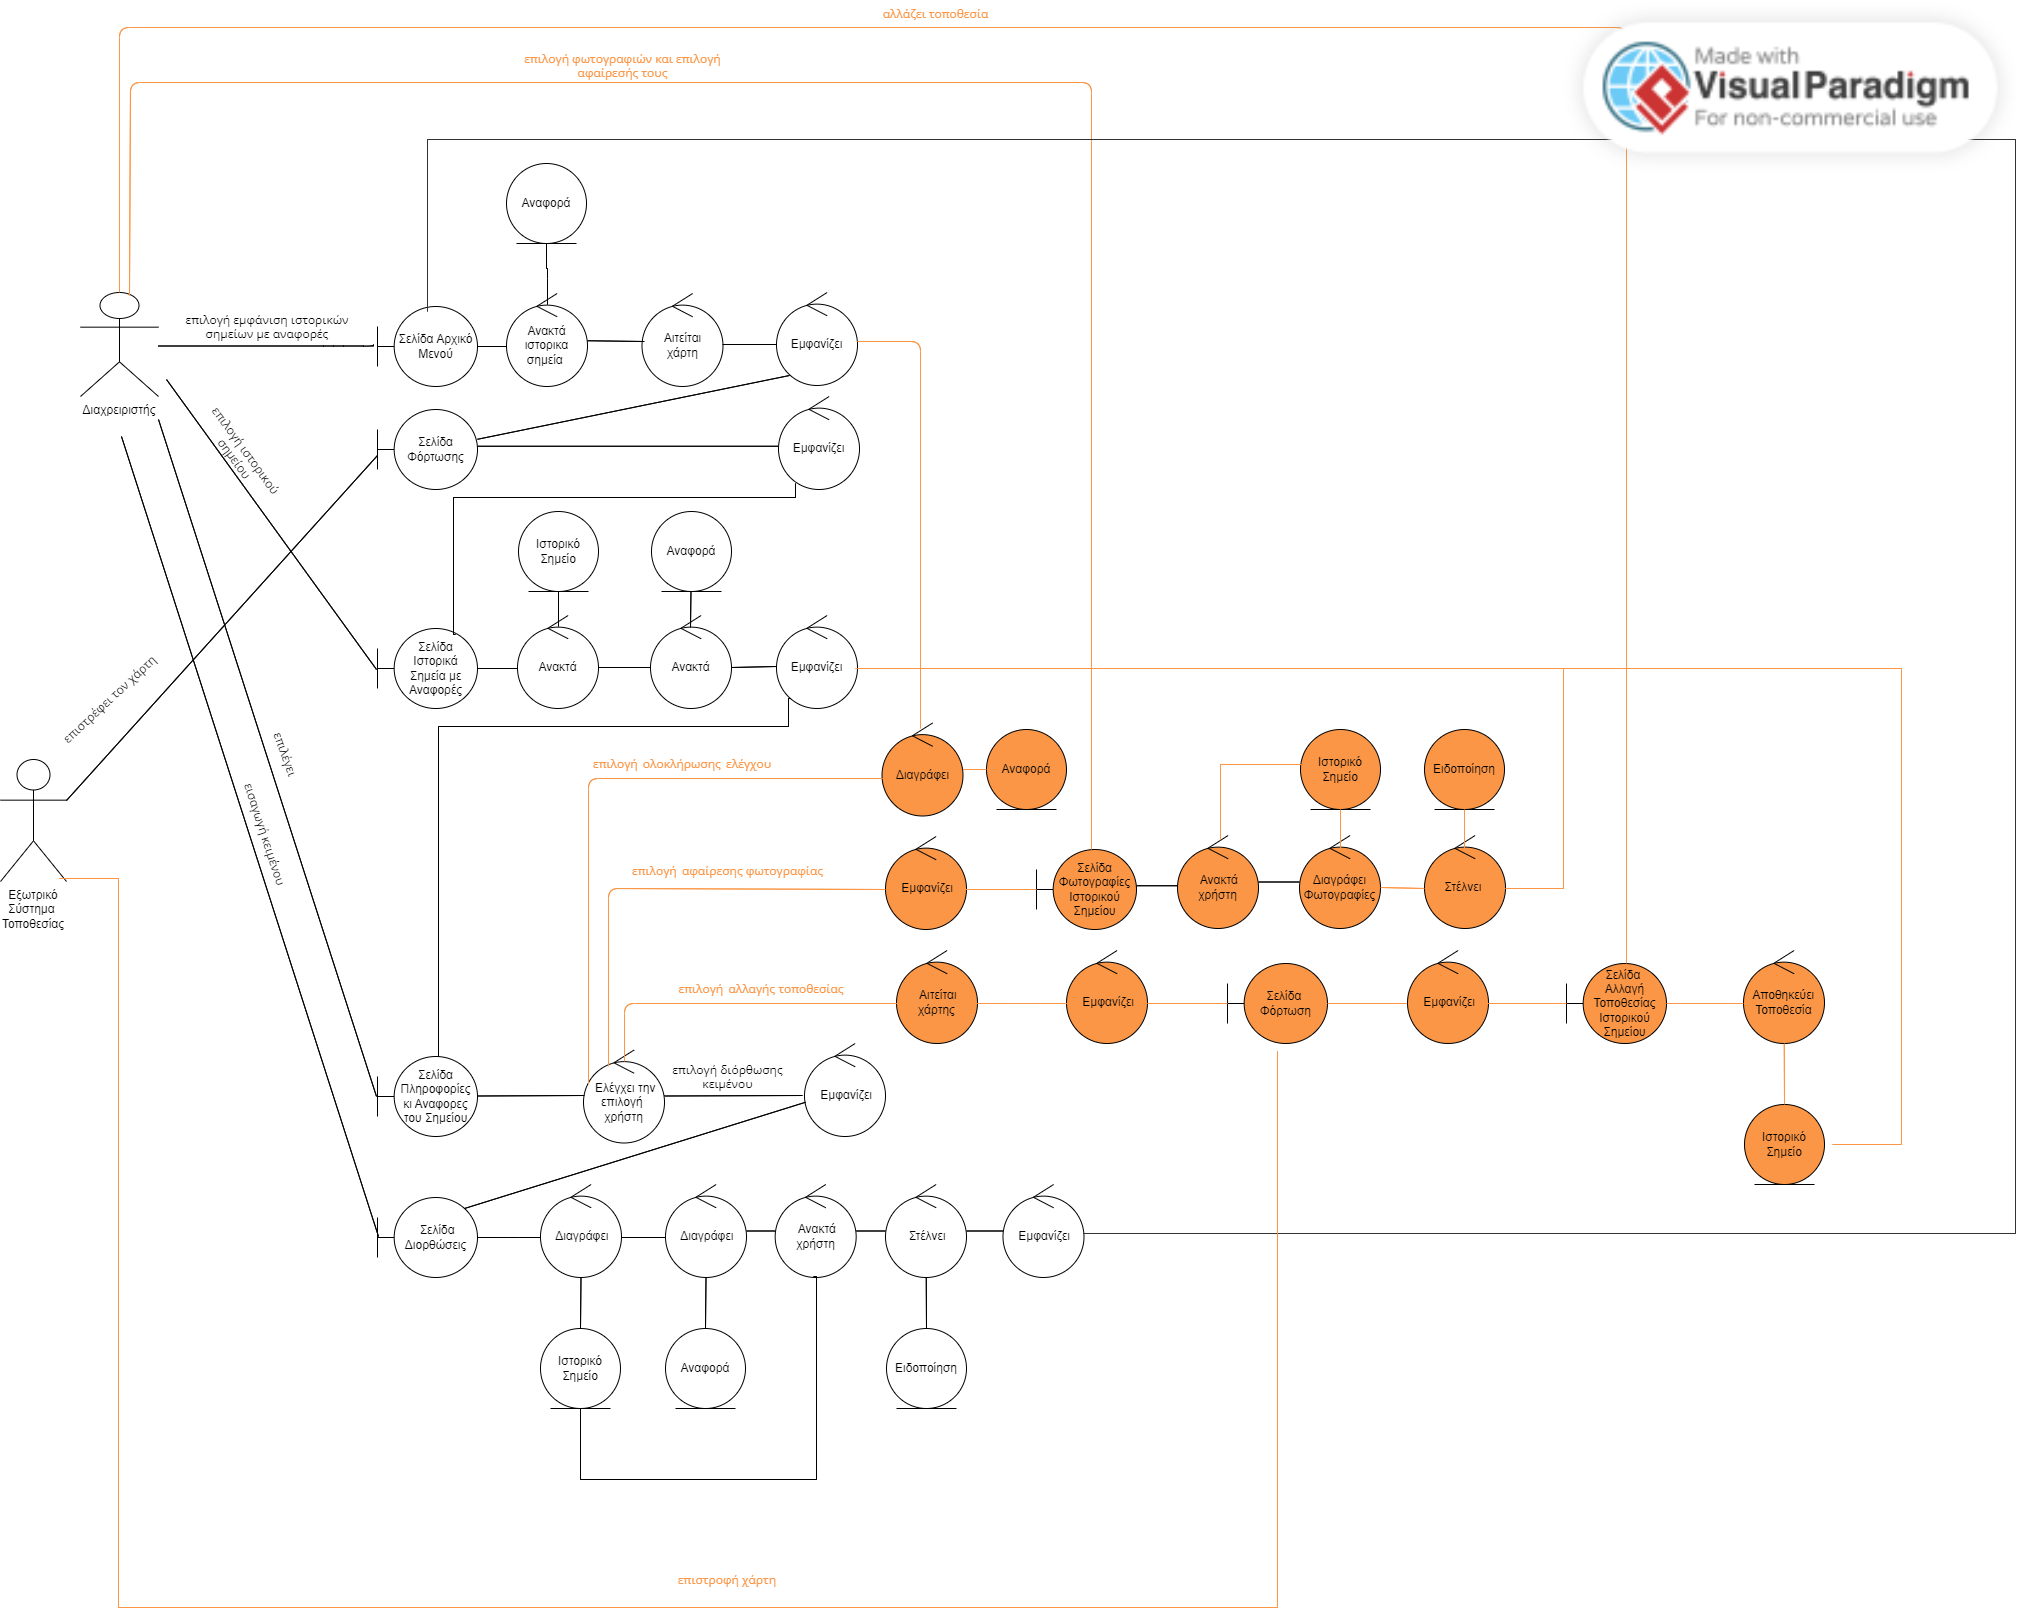 αλλάζει τοποθεσία
επιλογή φωτογραφιών και επιλογή
αφαίρεσής τους
Made with
Visual Paradigm
For non-commercial use
Αναφορά
επιλογή εμφάνιση ιστορικών
σημείων με αναφορές
Σελίδα Αρχικό
Μενού
Ανακτά
ιστορικα
σημεία
Αιτείται
χάρτη
Εμφανίζει
Διαχρειριστής
επιλογή ιστορικού
σημείου
Σελίδα
Φόρτωσης
Εμφανίζει
Ιστορικό
Σημείο
Αναφορά
Σελίδα
Ιστορικά
Σημεία με
Αναφορές
Ανακτά
Ανακτά
Εμφανίζει
επιστρέφει τον χάρτη
επιλέγει
εισαγωγή κειμένου
Εξωτρικό
Σύστημα
Τοποθεσίας
επιλογή ολοκλήρωσης ελέγχου
Διαγράφει
Αναφορά
Ιστορικό
Σημείο
Ειδοποίηση
επιλογή αφαίρεσης φωτογραφίας
Εμφανίζει
Σελίδα
Φωτογραφίες
Ιστορικού
Σημείου
Ανακτά
χρήστη
Διαγράφει
Φωτογραφίες
Στέλνει
επιλογή αλλαγής τοποθεσίας
Αιτείται
χάρτης
Εμφανίζει
Σελίδα
Φόρτωση
Εμφανίζει
Σελίδα
Αλλαγή
Τοποθεσίας
Ιστορικού
Σημείου
Αποθηκεύει
Τοποθεσία
Σελίδα
Πληροφορίες
κι Αναφορες
του Σημείου
Ελέγχει την
επιλογή
χρήστη
επιλογή διόρθωσης
κειμένου
Εμφανίζει
Ιστορικό
Σημείο
Σελίδα
Διορθώσεις
Διαγράφει
Διαγράφει
Ανακτά
χρήστη
Στέλνει
Εμφανίζει
Ιστορικό
Σημείο
Αναφορά
Ειδοποίηση
επιστροφή χάρτη